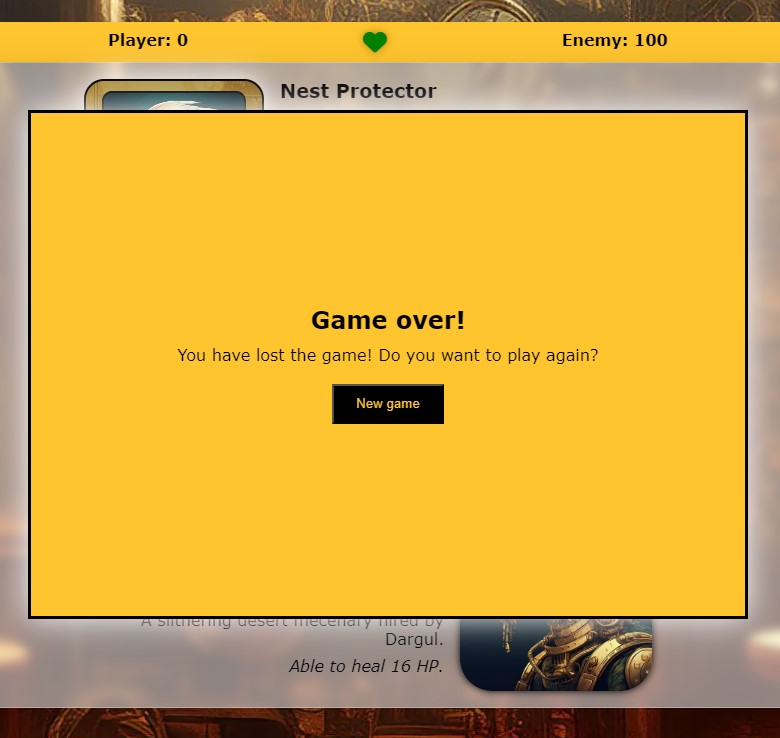 Player: 0
Enemy: 100
Nest Protector
Game over!
You have lost the game! Do you want to play again?
New game
A slithering desert mecenary hired by
Dargul.
Able to heal 16 HP.